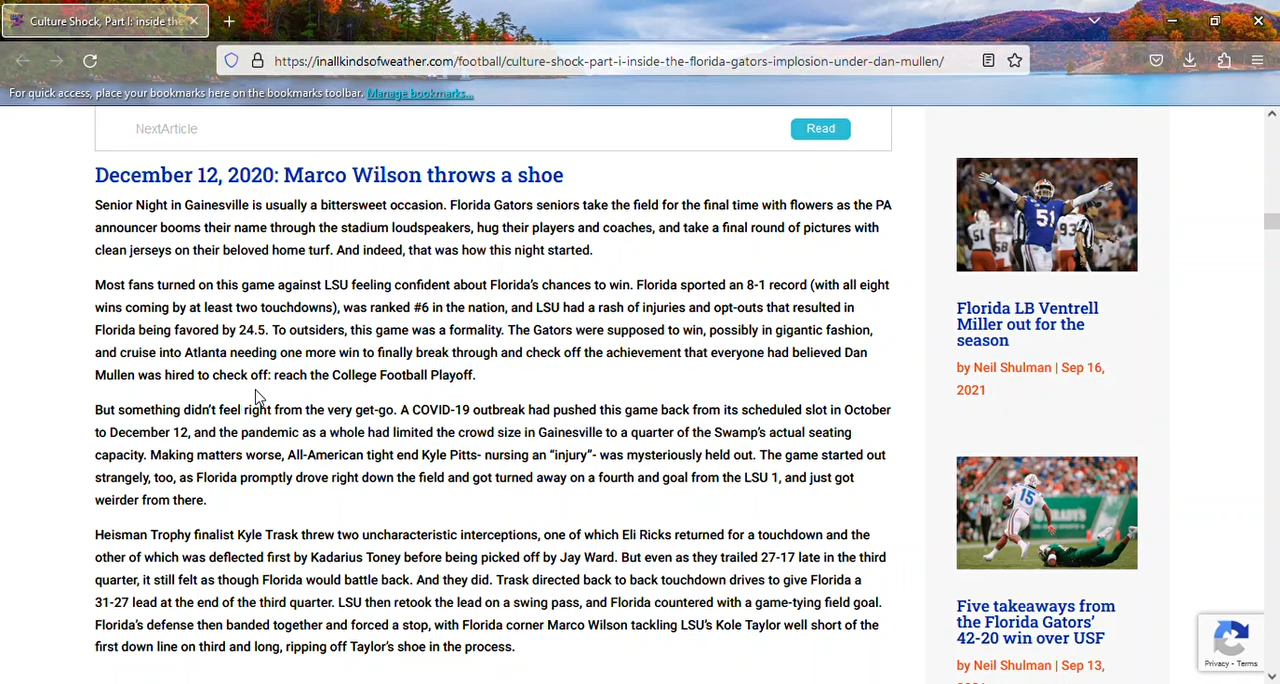 Culture Shock, Part I: inside the
https://inallkindsofweather.com/football/culture-shock-part-i-inside-the-florida-gators-implosion-under-dan-mullen/
For quick access, place your bookmarks here on the bookmarks toolbar. Manage bookmarks...
NextArticle
Read
December 12, 2020: Marco Wilson throws a shoe
Senior Night in Gainesville is usually a bittersweet occasion. Florida Gators seniors take the field for the final time with flowers as the PA
announcer booms their name through the stadium loudspeakers, hug their players and coaches, and take a final round of pictures with
clean jerseys on their beloved home turf. And indeed, that was how this night started.
Most fans turned on this game against LSU feeling confident about Florida's chances to win. Florida sported an 8-1 record (with all eight
wins coming by at least two touchdowns), was ranked #6 in the nation, and LSU had a rash of injuries and opt-outs that resulted in
Florida being favored by 24.5. To outsiders, this game was a formality. The Gators were supposed to win, possibly in gigantic fashion,
and cruise into Atlanta needing one more win to finally break through and check off the achievement that everyone had believed Dan
Mullen was hired to check off: reach the College Football Playoff.
But something didn't feel right from the very get-go. A COVID-19 outbreak had pushed this game back from its scheduled slot in October
to December 12, and the pandemic as a whole had limited the crowd size in Gainesville to a quarter of the Swamp's actual seating
capacity. Making matters worse, All-American tight end Kyle Pitts- nursing an "injury"- was mysteriously held out. The game started out
strangely, too, as Florida promptly drove right down the field and got turned away on a fourth and goal from the LSU 1, and just got
weirder from there.
Heisman Trophy finalist Kyle Trask threw two uncharacteristic interceptions, one of which Eli Ricks returned for a touchdown and the
other of which was deflected first by Kadarius Toney before being picked off by Jay Ward. But even as they trailed 27-17 late in the third
quarter, it still felt as though Florida would battle back. And they did. Trask directed back to back touchdown drives to give Florida a
31-27 lead at the end of the third quarter. LSU then retook the lead on a swing pass, and Florida countered with a game-tying field goal.
Florida's defense then banded together and forced a stop, with Florida corner Marco Wilson tackling LSU's Kole Taylor well short of the
first down line on third and long, ripping off Taylor's shoe in the process.
51
51
93
58
Florida LB Ventrell
Miller out for the
season
by Neil Shulman | Sep 16,
2021
15
Five takeaways from
the Florida Gators'
42-20 win over USF
by Neil Shulman | Sep 13,
Privacy - Terms